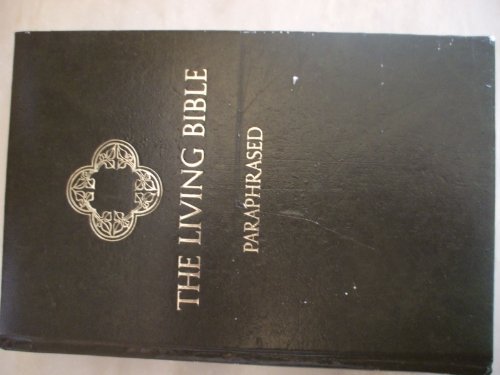 THE LIVING BIBLE
PARAPHRASED